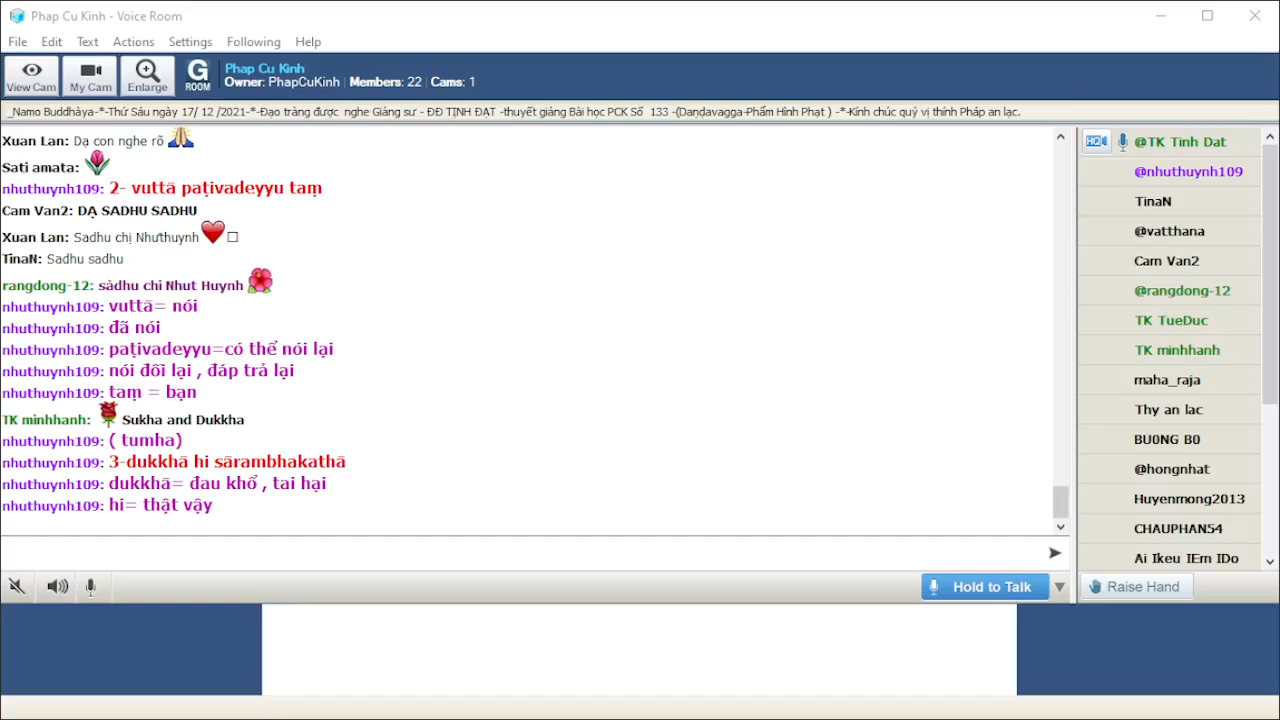 Phap Cu Kinh - Voice Room
File Edit Text Actions Settings Following Help
View Cam My Cam Enlarge G ROOM
Phap Cu Kinh
Owner: PhapCuKinh Members: 22 Cams: 1
_Namo Buddhàya-*-Thứ Sáu ngày 17/ 12 /2021-*-Đạo tràng được nghe Giảng sư - ĐĐ TỊNH ĐẠT -thuyết giảng Bài học PCK Số 133 -(Daṇḍavagga-Phẩm Hình Phạt ) -*-Kính chúc quý vị thính Pháp an lạc.
Xuan Lan: Dạ con nghe rõ
Sati amata:
nhuthuynh109: 2- vuttā paṭivadeyyu taṃ
Cam Van2: DẠ SADHU SADHU
Xuan Lan: Sadhu chị Nhưthuynh
TinaN: Sadhu sadhu
rangdong-12: sàdhu chi Nhut Huynh
nhuthuynh109: vuttā= nói
nhuthuynh109: đã nói
nhuthuynh109: paṭivadeyyu=có thể nói lại
nhuthuynh109: nói đối lại , đáp trả lại
nhuthuynh109: taṃ = bạn
TK minhhanh: Sukha and Dukkha
nhuthuynh109: ( tumha)
nhuthuynh109: 3-dukkhā hi sārambhakathā
nhuthuynh109: dukkhā= đau khổ , tai hại
nhuthuynh109: hi= thật vậy
@TK Tinh Dat
@nhuthuynh109
TinaN
@vatthana
Cam Van2
@rangdong-12
TK TueDuc
TK minhhanh
maha_raja
Thy an lac
BU0NG B0
@hongnhat
Huyenmong2013
CHAUPHAN54
Ai Ikeu IEm IDo
Hold to Talk
Raise Hand